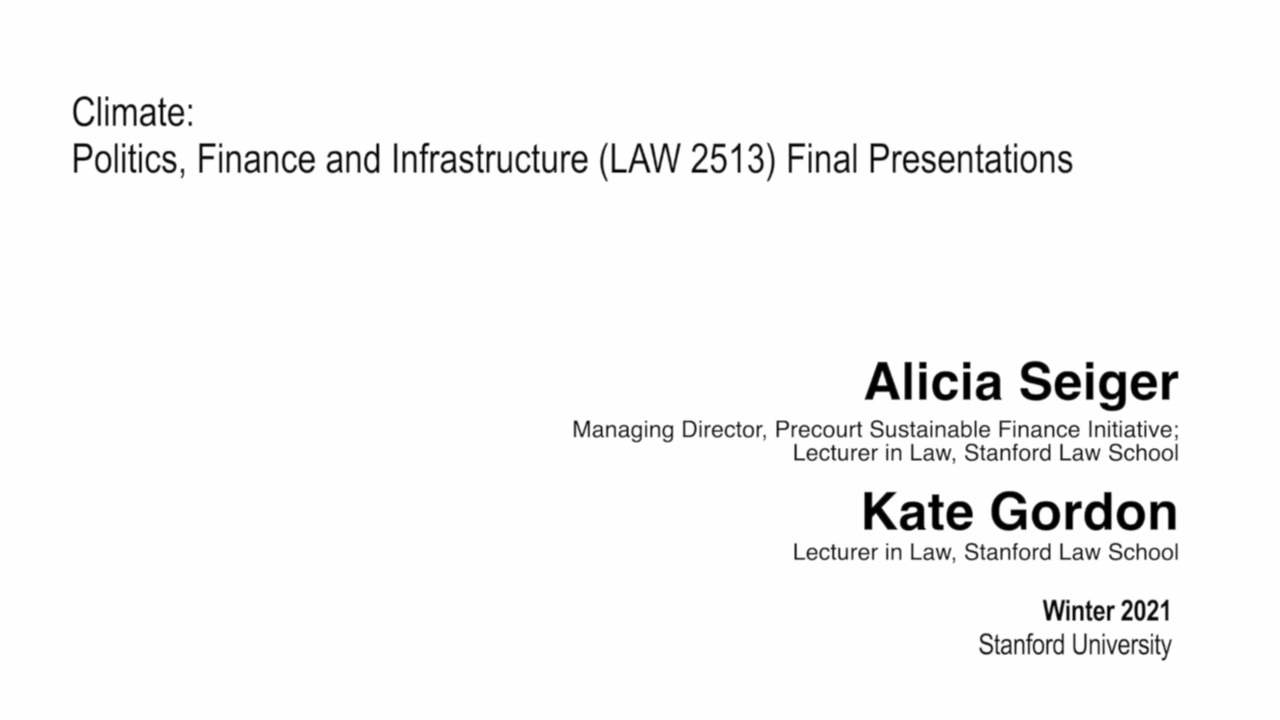 Climate:
Politics, Finance and Infrastructure (LAW 2513) Final Presentations
Alicia Seiger
Managing Director, Precourt Sustainable Finance Initiative;
Lecturer in Law, Stanford Law School
Kate Gordon
Lecturer in Law, Stanford Law School
Winter 2021
Stanford University